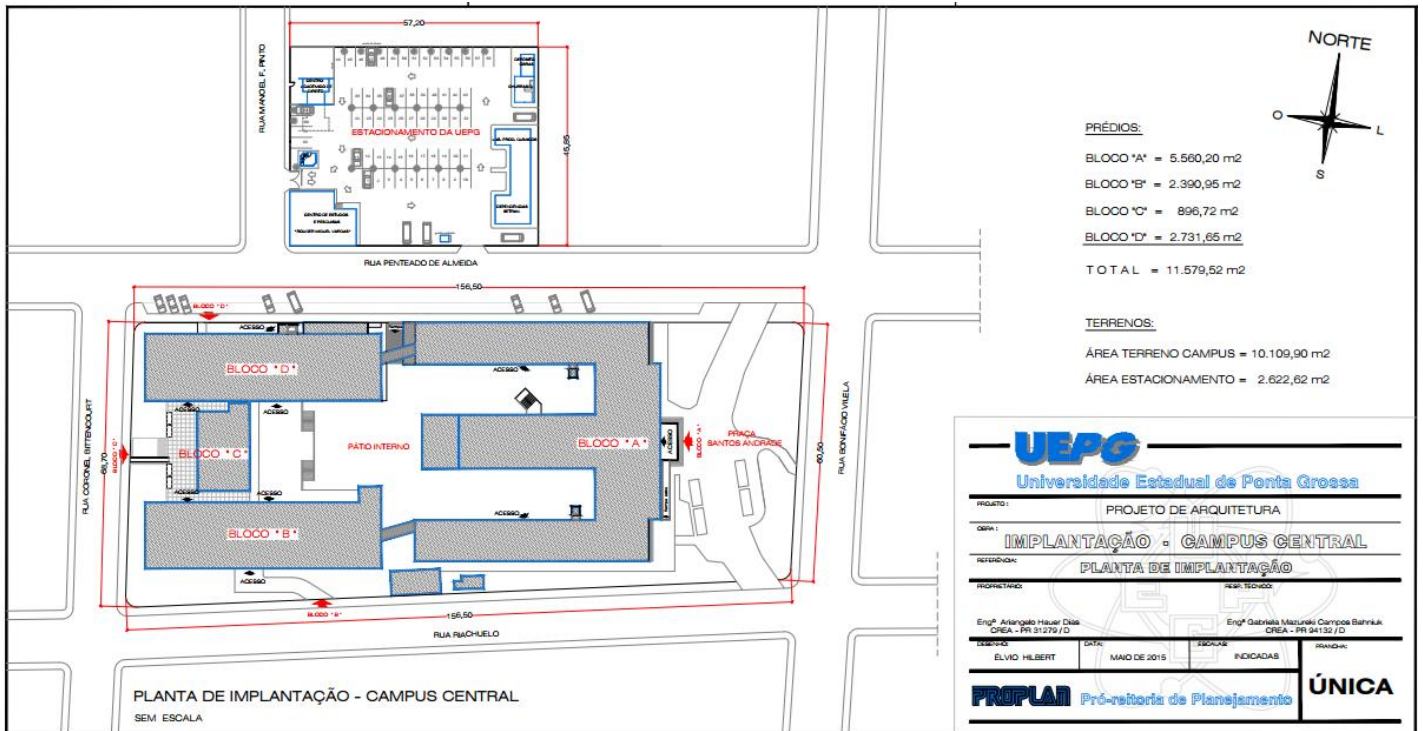 57,20
NORTE
O
L
S
RUA MANOEL F. PINTO
ESTACIONAMENTO DA UEPG
45,85
CENTRO DE ESTUDOS
E PESQUISAS
RUA PENTEADO DE ALMEIDA
PRÉDIOS:
BLOCO "A" = 5.560,20 m2
BLOCO "B" = 2.390,95 m2
BLOCO "C" = 896,72 m2
BLOCO "D" = 2.731,65 m2
T O T A L = 11.579,52 m2
TERRENOS:
ÁREA TERRENO CAMPUS = 10.109,90 m2
ÁREA ESTACIONAMENTO = 2.622,62 m2
156,50
BLOCO "D"
ACESSO
BLOCO "D"
ACESSO
ACESSO
ACESSO
RUA CORONEL BITTENCOURT
68,70
BLOCO "C"
BLOCO "C"
PÁTIO INTERNO
BLOCO "A"
ACESSO
BLOCO "A"
PRAÇA
SANTOS ANDRADE
60,50
RUA BONIFÁCIO VILELA
ACESSO
ACESSO
ACESSO
BLOCO "B"
ACESSO
BLOCO "B"
156,50
RUA RIACHUELO
PLANTA DE IMPLANTAÇÃO - CAMPUS CENTRAL
SEM ESCALA
UEPG
Universidade Estadual de Ponta Grossa
PROJETO:
PROJETO DE ARQUITETURA
OBRA:
IMPLANTAÇÃO - CAMPUS CENTRAL
REFERÊNCIA:
PLANTA DE IMPLANTAÇÃO
PROPRIETÁRIO:
RESP. TÉCNICO:
Engº Ariangelo Hauer Dias
CREA - PR 31279 / D
Engª Gabriela Mazureki Campos Bahniuk
CREA - PR 94132 / D
DESENHO:
ÉLVIO HILBERT
DATA:
MAIO DE 2015
ESCALAS:
INDICADAS
PRANCHA:
ÚNICA
PROPLAN
Pró-reitoria de Planejamento